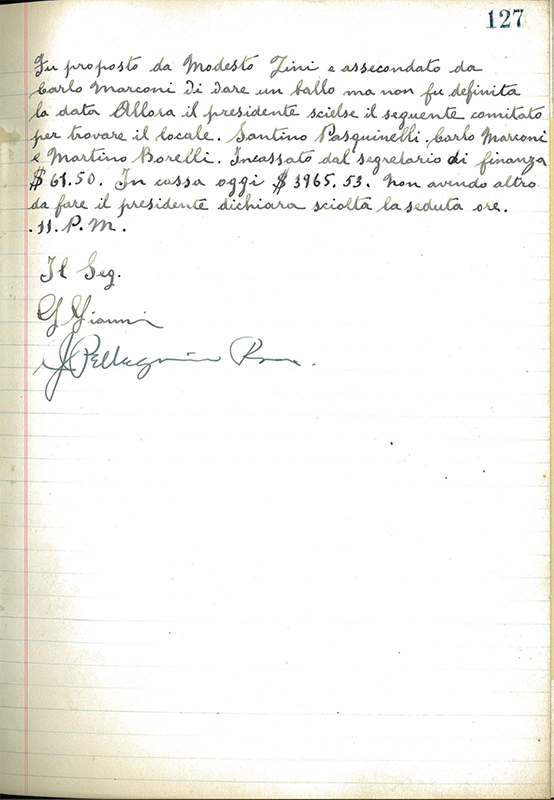 127
Fu proposto da Modesto Zini e assecondato da
Carlo Marconi di dare un ballo ma non fu definita
la data Allora il presidente scielse il seguente comitato
per trovare il locale. Santino Pasquinelli. Carlo Marconi
e Martino Borelli. Incassato dal segretario di finanza
$ 61.50. In cassa oggi $ 3965.53. Non avendo altro
da fare il presidente dichiara sciolta la seduta ore.
.11. P. M.
Il Seg.
G Gianni
J Pellegrini